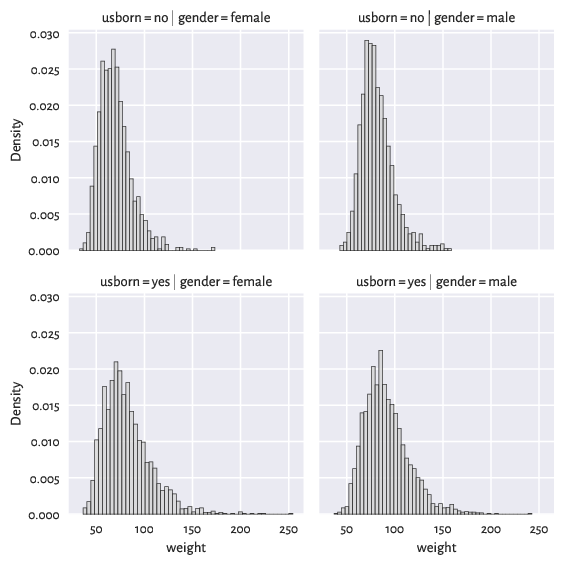 usborn = no | gender = female
usborn = no | gender = male
0.030
0.025
0.020
0.015
0.010
0.005
0.000
Density
usborn = yes | gender = female
usborn = yes | gender = male
0.030
0.025
0.020
0.015
0.010
0.005
0.000
Density
50 100 150 200 250
50 100 150 200 250
weight
weight